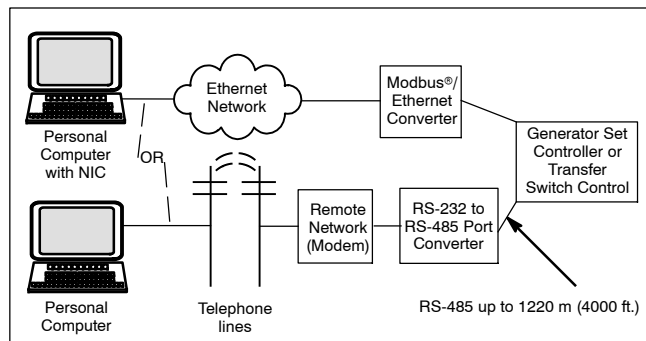 Personal
Computer
with NIC
OR
Ethernet
Network
Modbus®/
Ethernet
Converter
Generator Set
Controller or
Transfer
Switch Control
Personal
Computer
Telephone
lines
Remote
Network
(Modem)
RS-232 to
RS-485 Port
Converter
RS-485 up to 1220 m (4000 ft.)